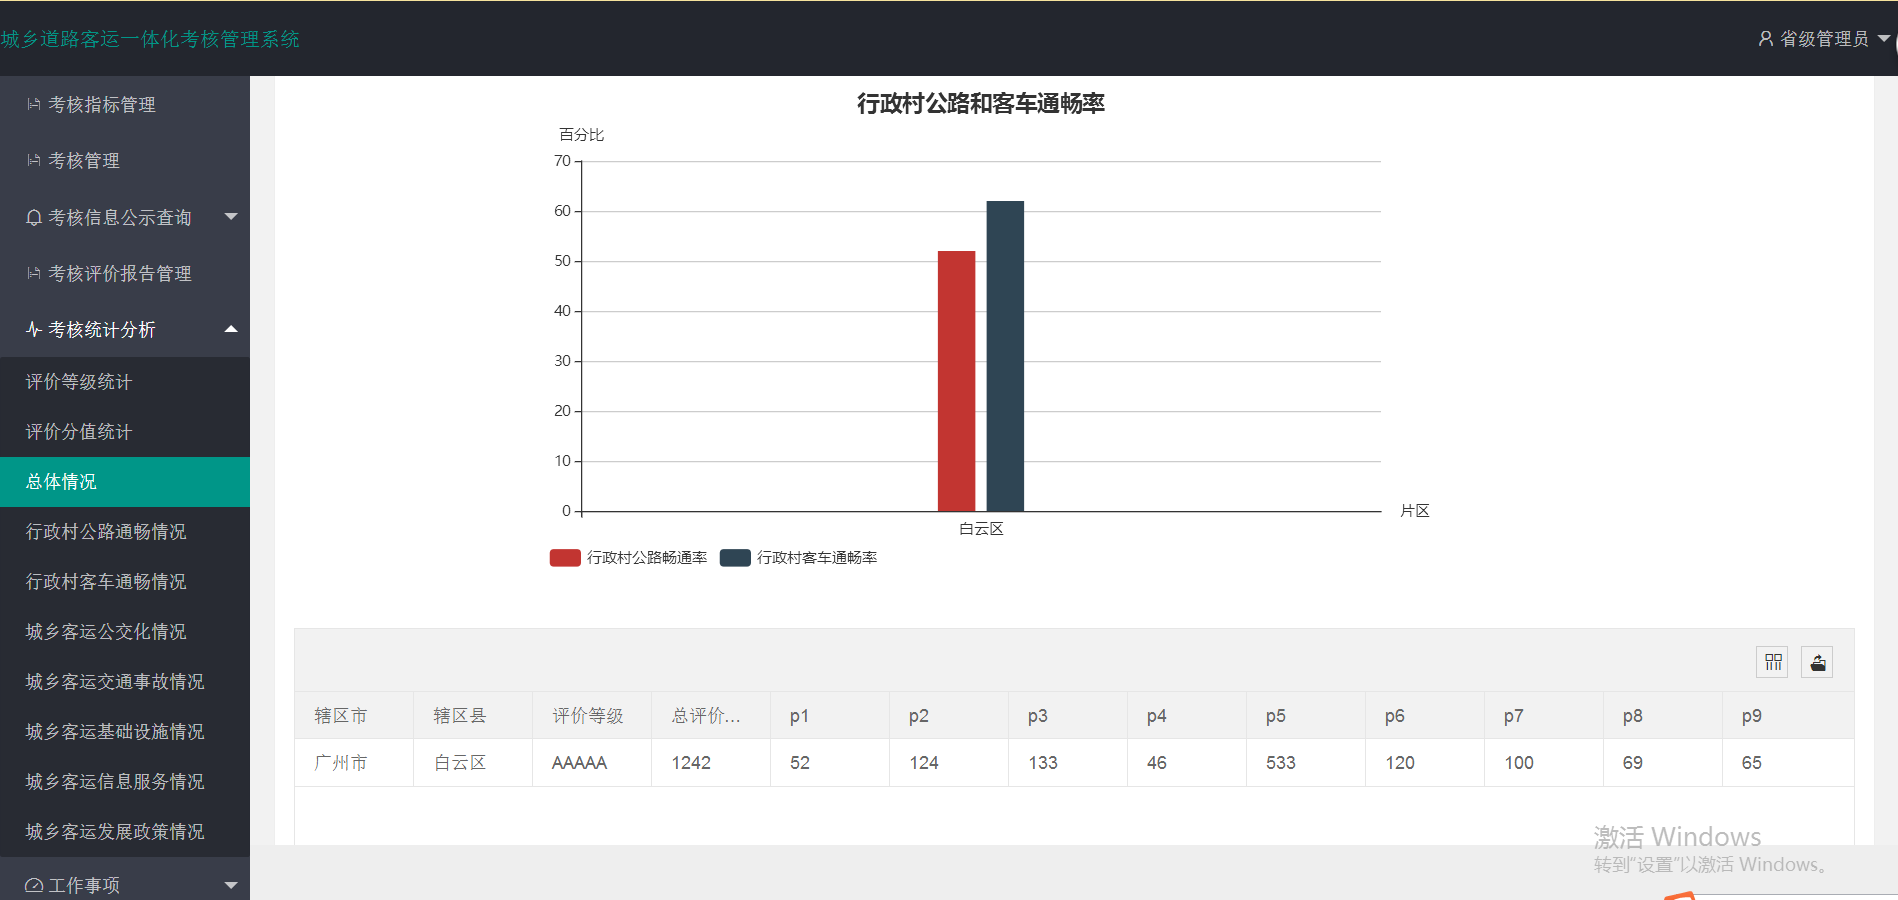 城乡道路客运一体化考核管理系统
省级管理员
考核指标管理
考核管理
考核信息公示查询
考核评价报告管理
考核统计分析
评价等级统计
评价分值统计
总体情况
行政村公路通畅情况
行政村客车通畅情况
城乡客运公交化情况
城乡客运交通事故情况
城乡客运基础设施情况
城乡客运信息服务情况
城乡客运发展政策情况
工作事项
行政村公路和客车通畅率
百分比
70
60
50
40
30
20
10
0
片区
白云区
行政村公路畅通率 行政村客车通畅率
辖区市 辖区县 评价等级 总评价... p1 p2 p3 p4 p5 p6 p7 p8 p9
广州市 白云区 AAAAA 1242 52 124 133 46 533 120 100 69 65
激活 Windows
转到“设置”以激活 Windows。